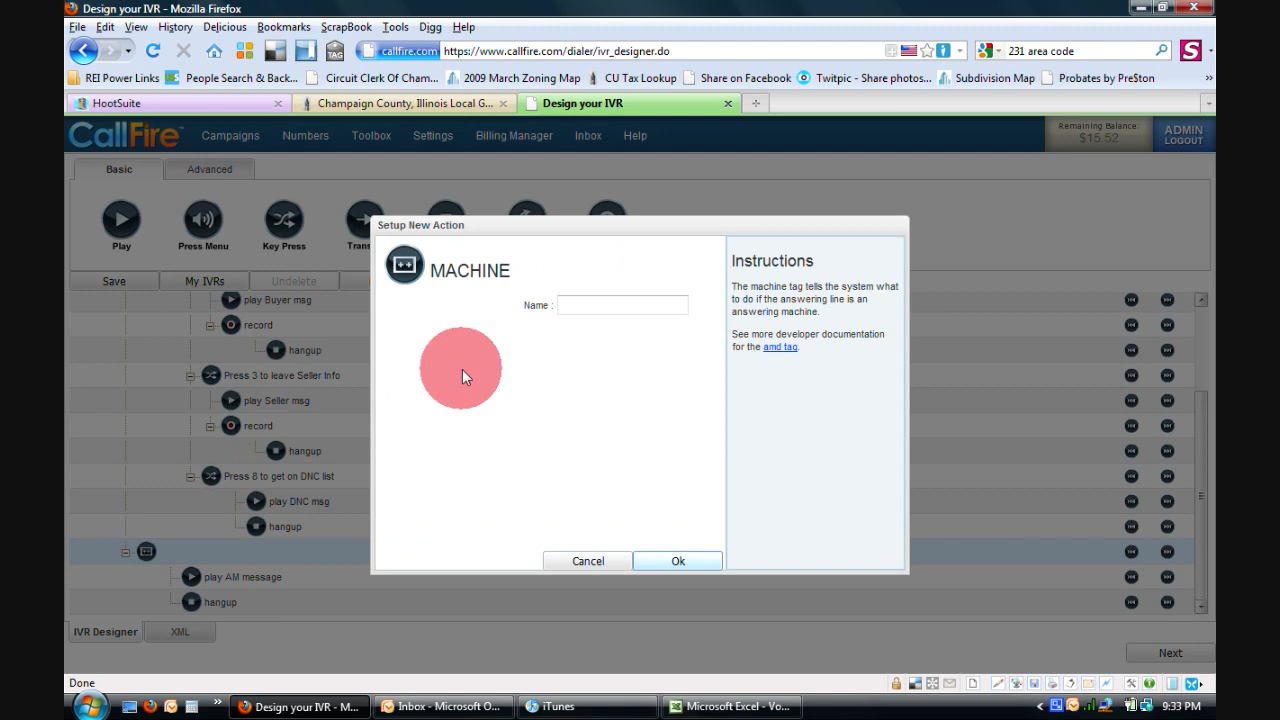 Design your IVR - Mozilla Firefox
File Edit View History Delicious Bookmarks ScrapBook Tools Digg Help
TAG callfire.com https://www.callfire.com/dialer/ivr_designer.do 231 area code S
REI Power Links People Search & Back... Circuit Clerk Of Cham... 2009 March Zoning Map CU Tax Lookup Share on Facebook Twitpic - Share photos... Subdivision Map Probates by Pre$ton »
HootSuite Champaign County, Illinois Local G... Design your IVR
CallFire Campaigns Numbers Toolbox Settings Billing Manager Inbox Help Remaining Balance: ADMIN
$15.52 LOGOUT
Basic Advanced
Play Press Menu Key Press Trans
Save My IVRs Undelete
play Buyer msg
record
hangup
Press 3 to leave Seller Info
play Seller msg
record
hangup
Press 8 to get on DNC list
play DNC msg
hangup
play AM message
hangup
Setup New Action
MACHINE
Name :
Cancel Ok
Instructions
The machine tag tells the system what
to do if the answering line is an
answering machine.
See more developer documentation
for the amd tag.
IVR Designer XML
Next
Done
» Design your IVR - M... Inbox - Microsoft O... iTunes Microsoft Excel - Vo... 9:33 PM